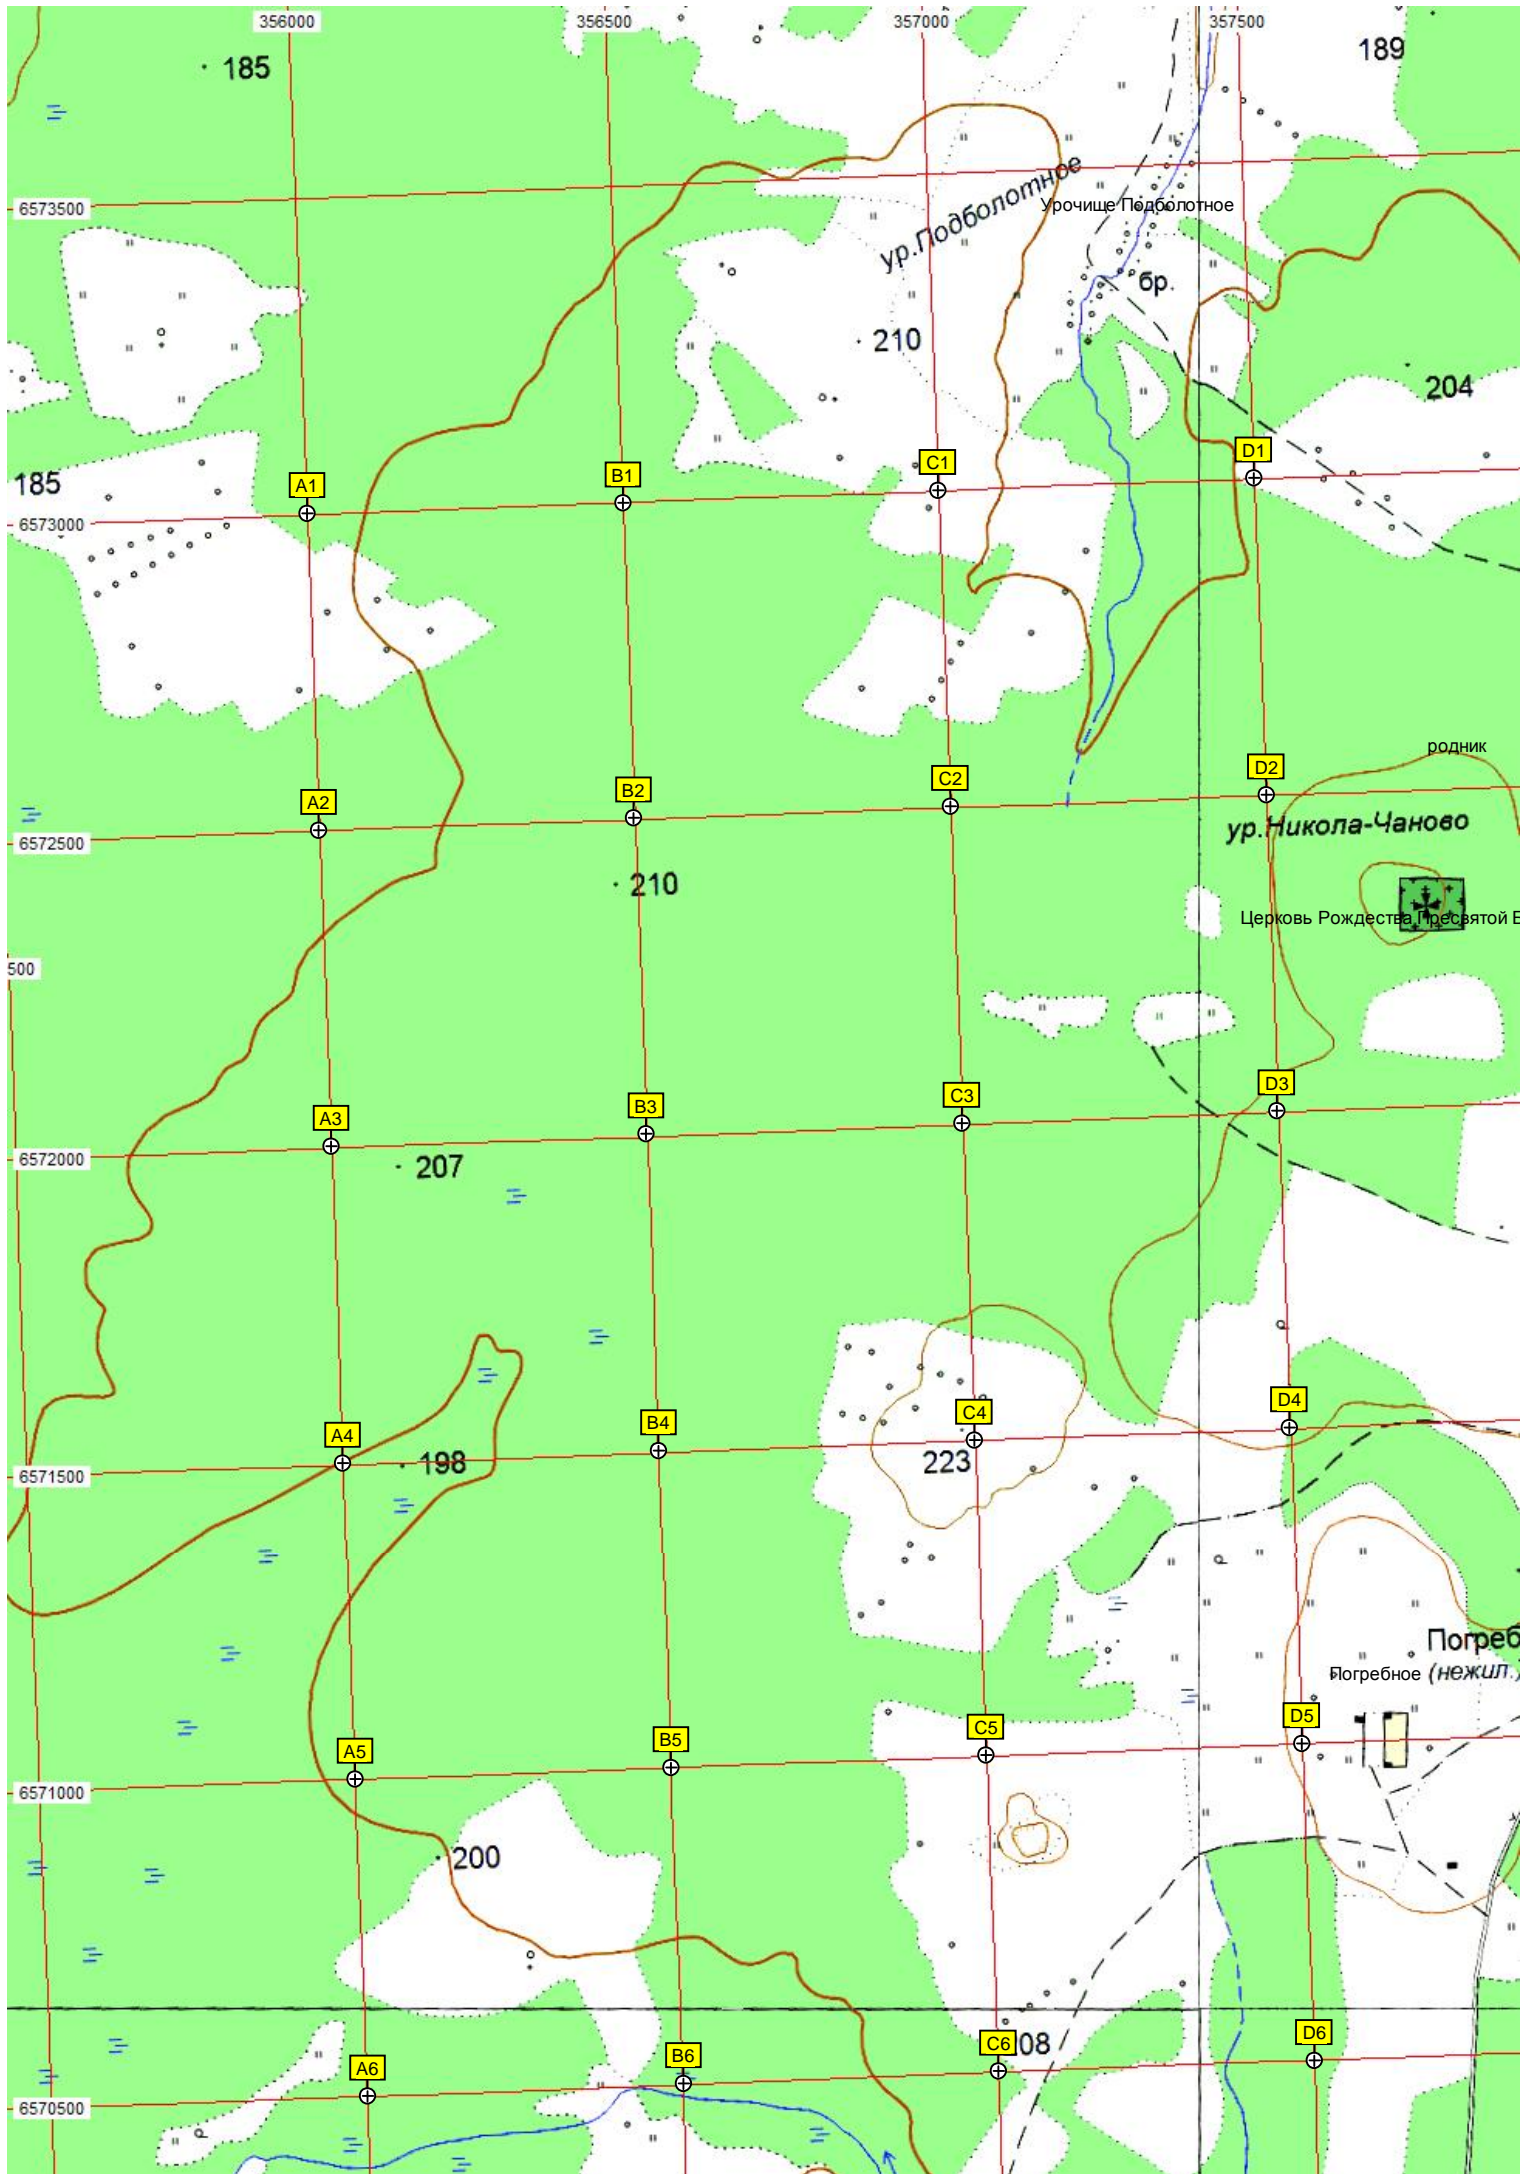 356000 356500 357000 357500
189
185
6573500
ур.Подболотное
Урочище Подболотное
бр.
210
204
185
A1 B1 C1 D1
6573000
родник
A2 B2 C2 D2
ур.Никола-Чаново
6572500
210
Церковь Рождества Пресвятой Б
500
A3 B3 C3 D3
6572000
207
A4 B4 C4 D4
198
223
6571500
Погреб
Погребное (нежил.)
A5 B5 C5 D5
6571000
200
A6 B6 C6 08 D6
6570500